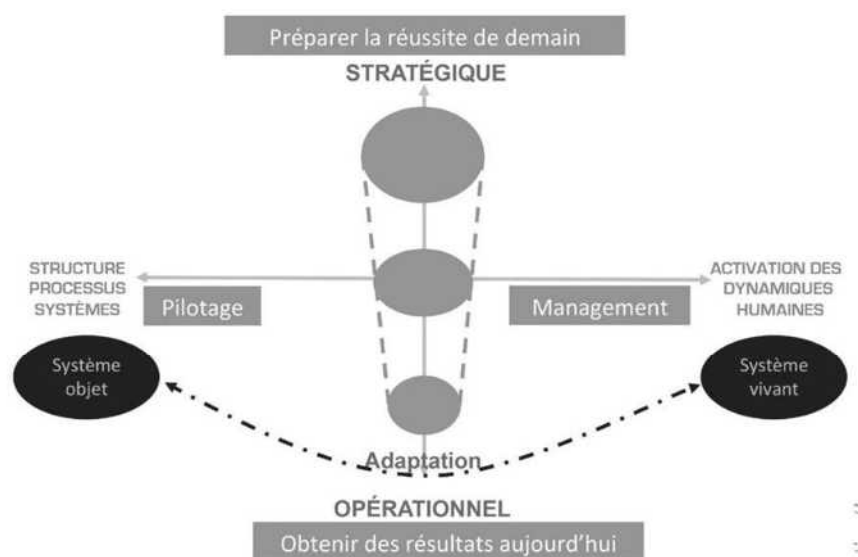 Préparer la réussite de demain
STRATÉGIQUE
STRUCTURE
PROCESSUS
SYSTÈMES
Pilotage
Management
ACTIVATION DES
DYNAMIQUES
HUMAINES
Système
objet
Système
vivant
Adaptation
OPÉRATIONNEL
Obtenir des résultats aujourd'hui